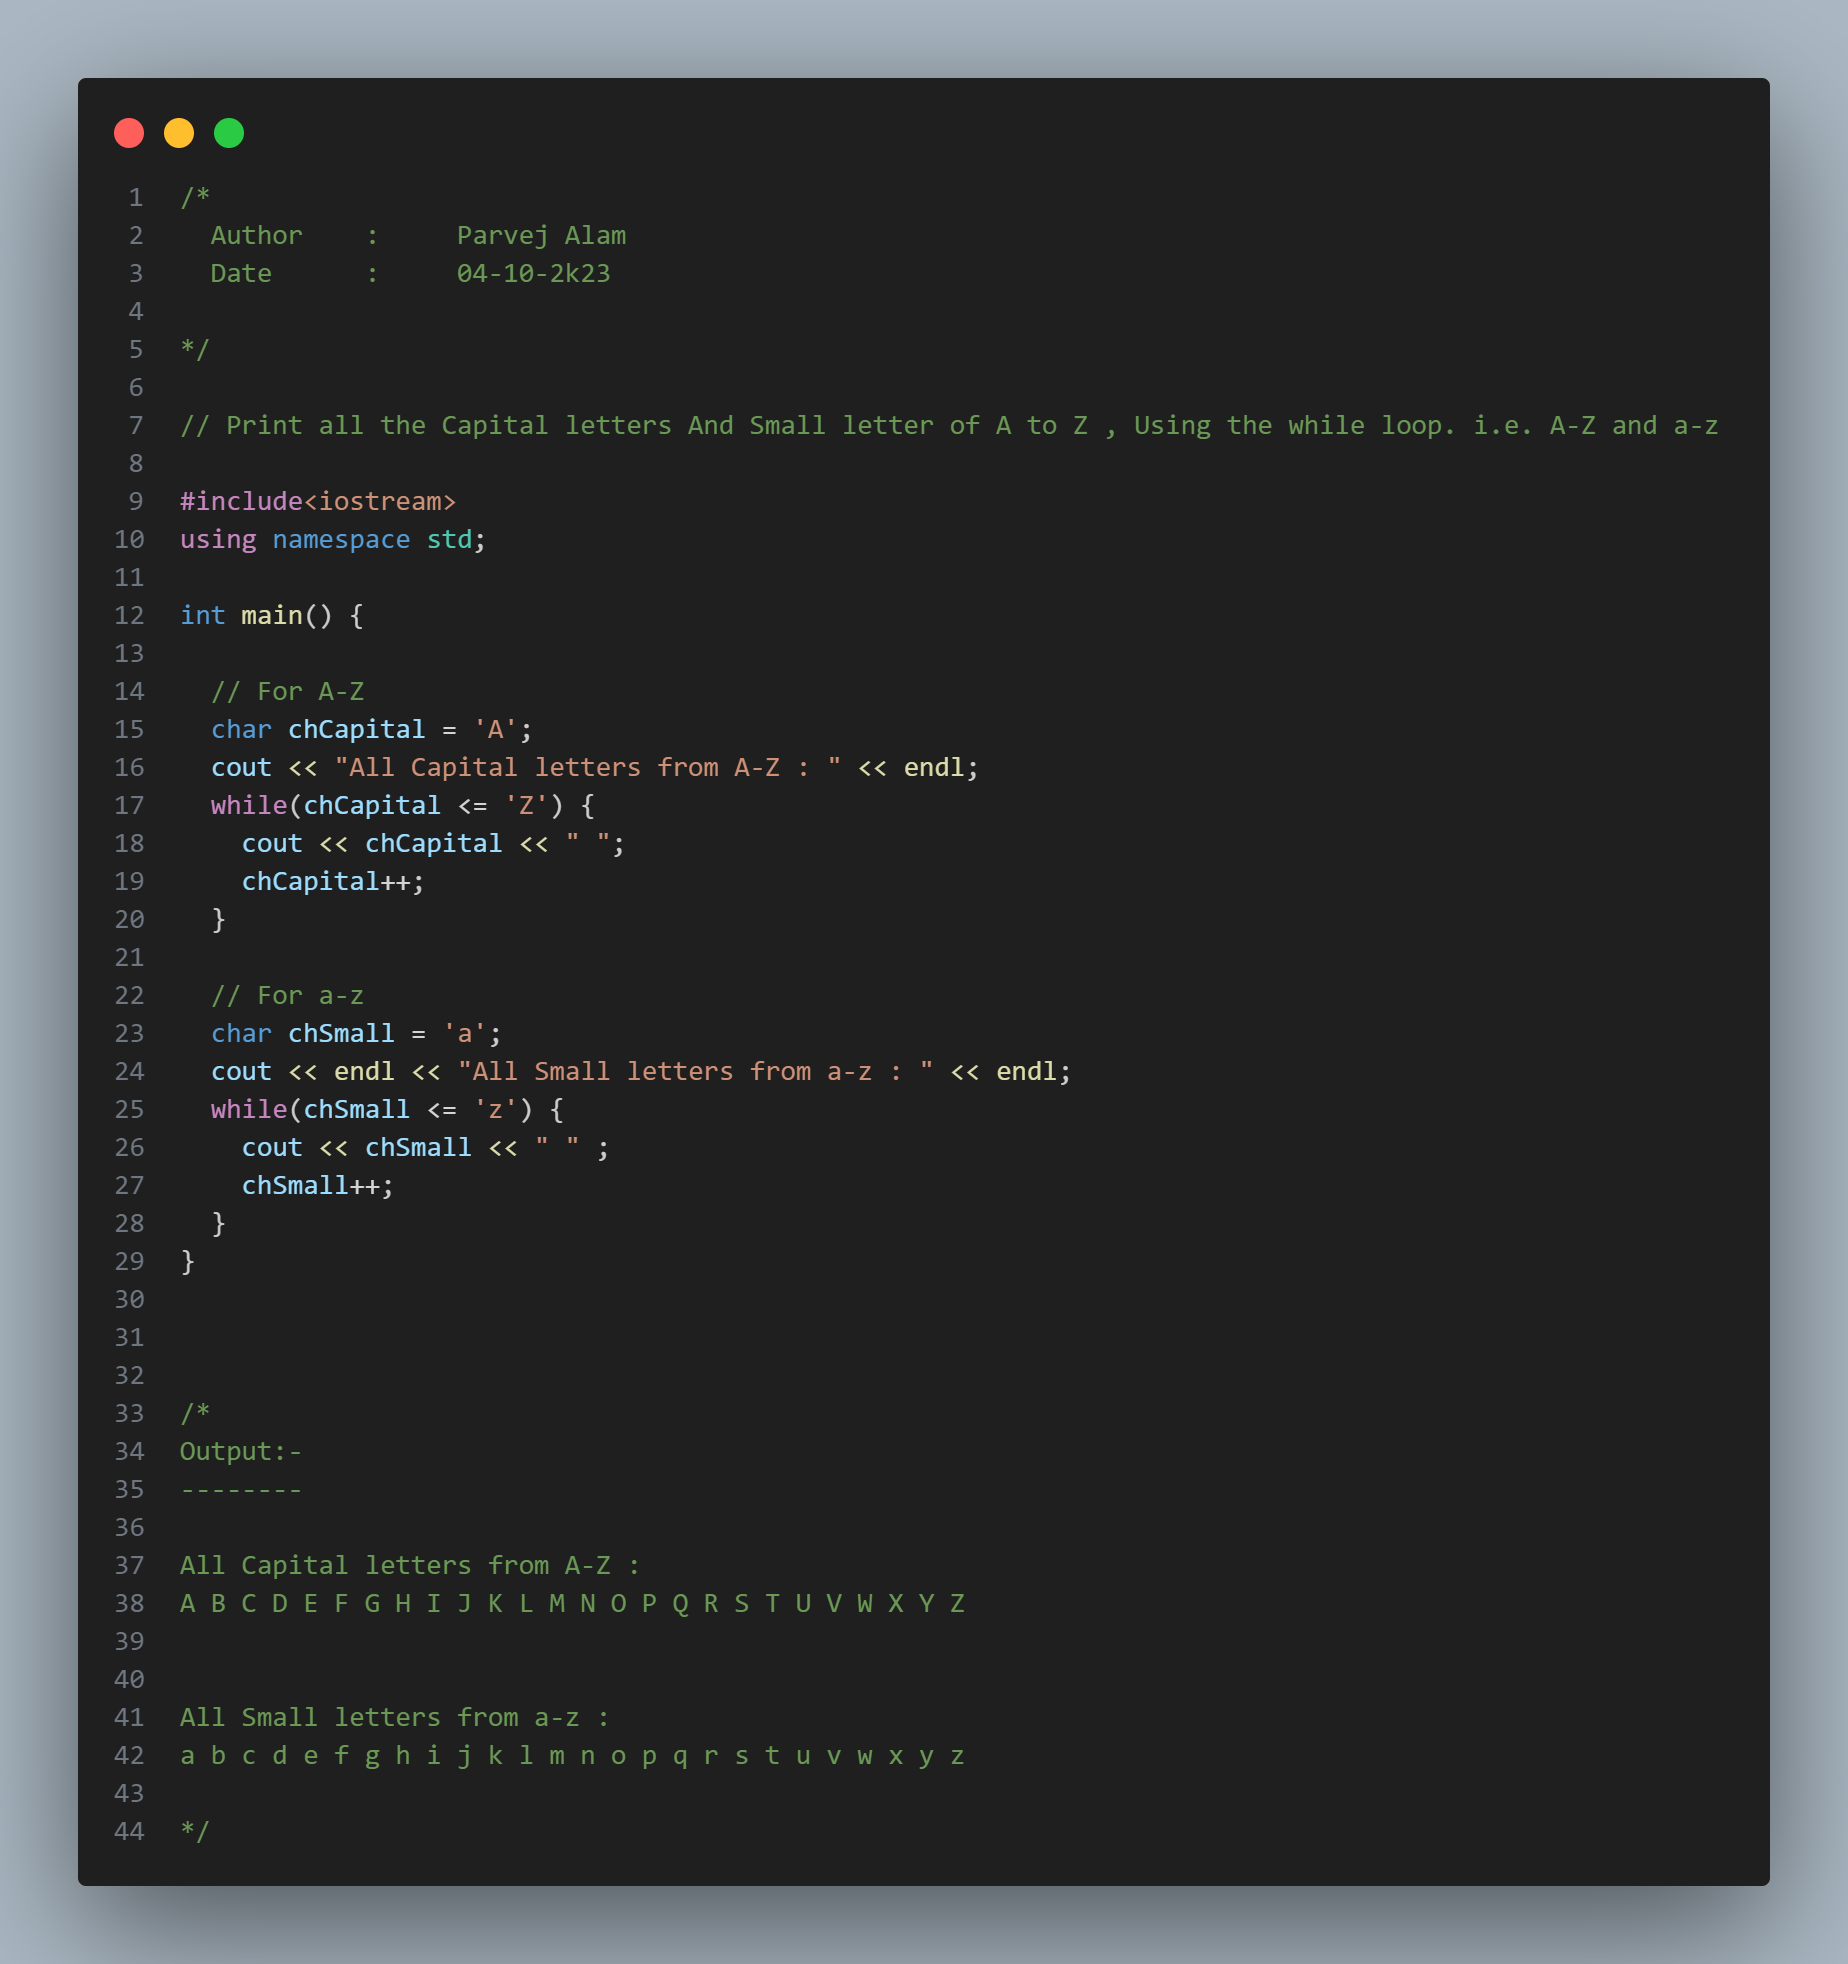 1 /*
2   Author    :     Parvej Alam
3   Date      :     04-10-2k23
4
5 */
6
7 // Print all the Capital letters And Small letter of A to Z , Using the while loop. i.e. A-Z and a-z
8
9 #include<iostream>
10 using namespace std;
11
12 int main() {
13
14   // For A-Z
15   char chCapital = 'A';
16   cout << "All Capital letters from A-Z : " << endl;
17   while(chCapital <= 'Z') {
18     cout << chCapital << " ";
19     chCapital++;
20   }
21
22   // For a-z
23   char chSmall = 'a';
24   cout << endl << "All Small letters from a-z : " << endl;
25   while(chSmall <= 'z') {
26     cout << chSmall << " " ;
27     chSmall++;
28   }
29 }
30
31
32
33 /*
34 Output:-
35 --------
36
37 All Capital letters from A-Z :
38 A B C D E F G H I J K L M N O P Q R S T U V W X Y Z
39
40
41 All Small letters from a-z :
42 a b c d e f g h i j k l m n o p q r s t u v w x y z
43
44 */